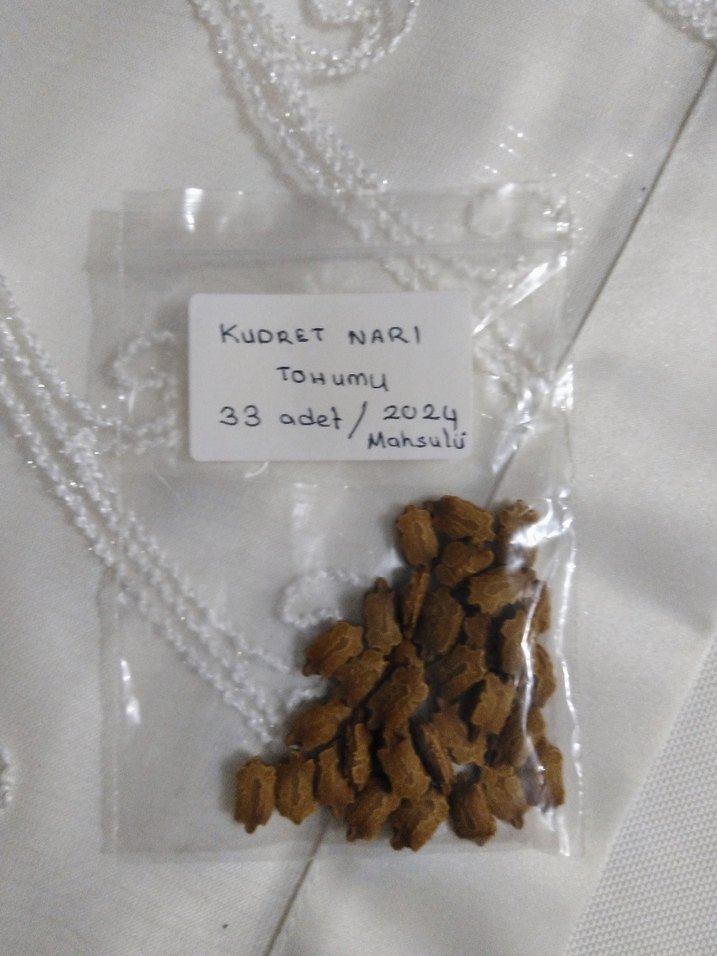 KUDRET NARI
TOHUMU
33 adet / 2024
Mahsulü